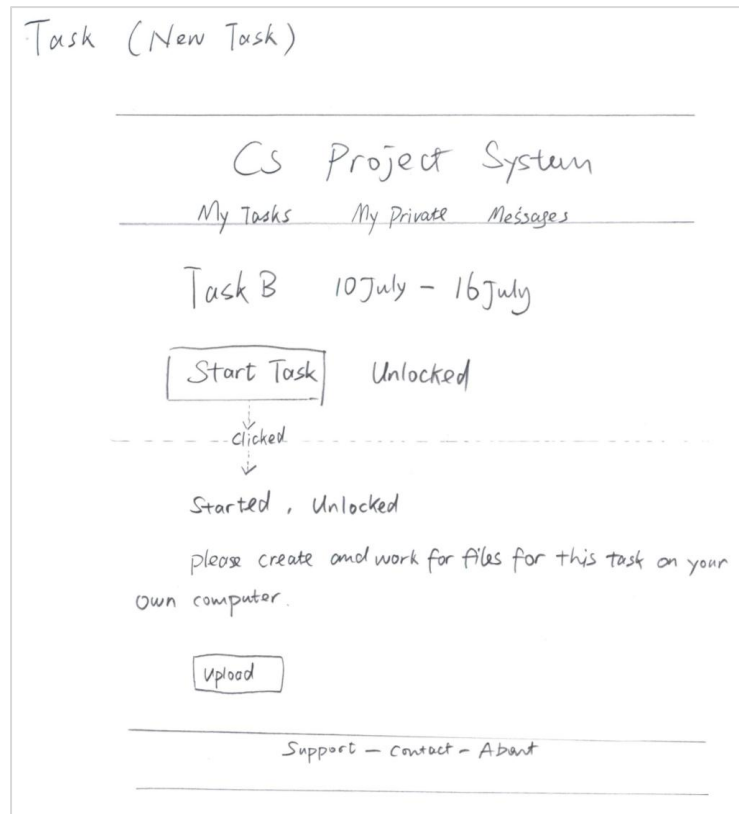 Task (New Task)
CS Project System
My Tasks My Private Messages
Task B 10 July - 16 July
Start Task Unlocked
clicked
Started, Unlocked
please create and work for files for this task on your
own computer.
Upload
Support - Contact - About